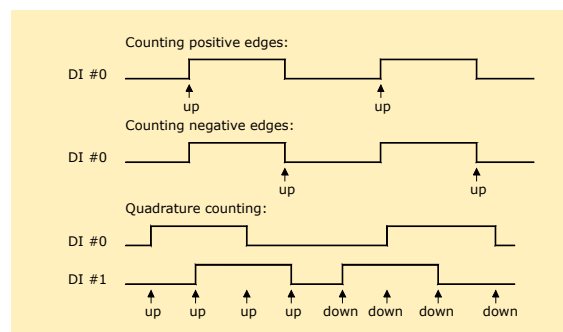 Counting positive edges:
DI #0
up up
Counting negative edges:
DI #0
up up
Quadrature counting:
DI #0
DI #1
up up up up down down down down